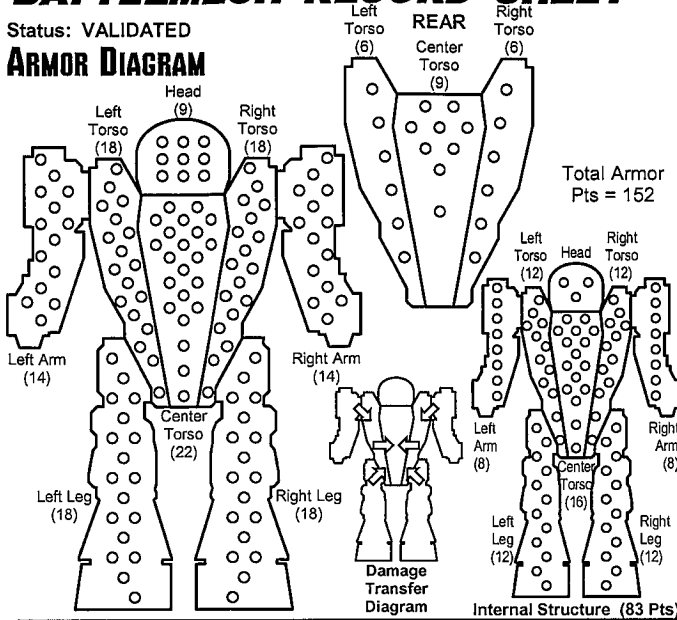 BATTLEMECH RECORD SHEET
Status: VALIDATED
ARMOR DIAGRAM
Head
(9)
Left
Torso
(18)
Right
Torso
(18)
Left Arm
(14)
Right Arm
(14)
Center
Torso
(22)
Left Leg
(18)
Right Leg
(18)
REAR
Left
Torso
(6)
Center
Torso
(9)
Right
Torso
(6)
Total Armor
Pts = 152
Left
Torso
(12)
Head
Right
Torso
(12)
Left
Arm
(8)
Right
Arm
(8)
Center
Torso
(16)
Left
Leg
(12)
Right
Leg
(12)
Damage
Transfer
Diagram
Internal Structure (83 Pts)